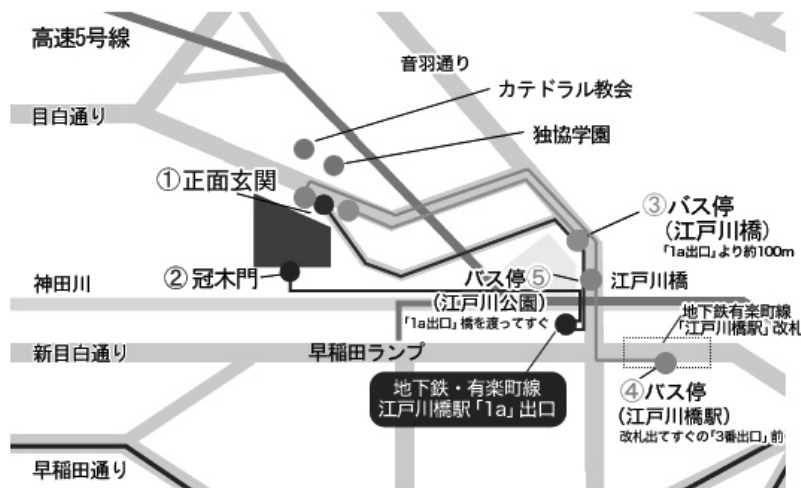 高速5号線
音羽通り
カテドラル教会
目白通り
独協学園
①正面玄関
③バス停
(江戸川橋)
「1a出口」より約100m
②冠木門
バス停⑤
(江戸川公園)
「1a出口」橋を渡ってすぐ
江戸川橋
神田川
地下鉄有楽町線
「江戸川橋駅」改札
新目白通り
早稲田ランプ
地下鉄・有楽町線
江戸川橋駅「1a」出口
④バス停
(江戸川橋駅)
改札出てすぐの「3番出口」前
早稲田通り